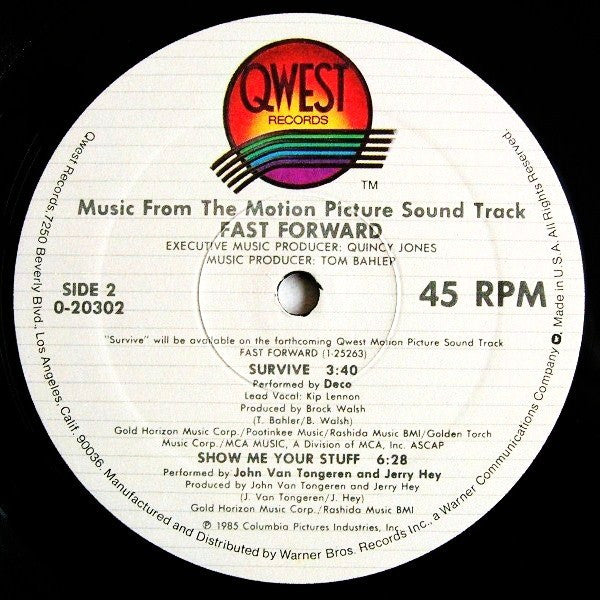 QWEST
RECORDS
TM
Music From The Motion Picture Sound Track
FAST FORWARD
EXECUTIVE MUSIC PRODUCER: QUINCY JONES
MUSIC PRODUCER: TOM BAHLER
SIDE 2
0-20302
45 RPM
"Survive" will be available on the forthcoming Qwest Motion Picture Sound Track
FAST FORWARD (1-25263)
SURVIVE 3:40
Performed by Deco
Lead Vocal: Kip Lennon
Produced by Brock Walsh
(T. Bahler/B. Walsh)
Gold Horizon Music Corp./Pootinkee Music/Rashida Music BMI/Golden Torch
Music Corp./MCA MUSIC, A Division of MCA, Inc. ASCAP
SHOW ME YOUR STUFF 6:28
Performed by John Van Tongeren and Jerry Hey
Produced by John Van Tongeren and Jerry Hey
(J. Van Tongeren/J. Hey)
Gold Horizon Music Corp./Rashida Music BMI
℗ 1985 Columbia Pictures Industries, Inc.
Qwest Records, 7250 Beverly Blvd., Los Angeles, Calif. 90036, Manufactured and Distributed by Warner Bros. Records Inc., a Warner Communications Company. Made in U.S.A. All Rights Reserved.